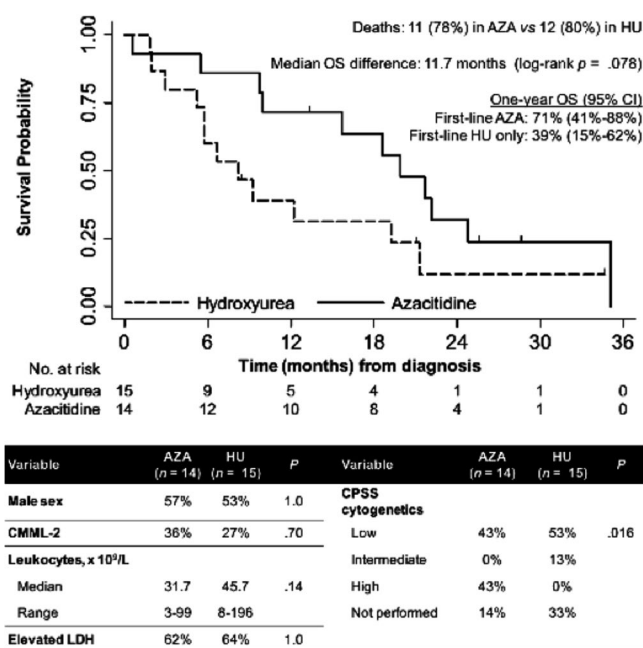 Deaths: 11 (78%) in AZA vs 12 (80%) in HU
Median OS difference: 11.7 months (log-rank p = .078)
One-year OS (95% CI)
First-line AZA: 71% (41%-88%)
First-line HU only: 39% (15%-62%)
Survival Probability
1.00
0.75
0.50
0.25
0.00
Hydroxyurea
Azacitidine
0 6 12 18 24 30 36
No. at risk
Time (months) from diagnosis
Hydroxyurea 15 9 5 4 1 1 0
Azacitidine 14 12 10 8 4 1 0
Variable AZA (n = 14) HU (n = 15) P
Male sex 57% 53% 1.0
CMML-2 36% 27% .70
Leukocytes, x 10⁹/L
Median 31.7 45.7 .14
Range 3-99 8-196
Elevated LDH 62% 64% 1.0
Variable AZA (n = 14) HU (n = 15) P
CPSS cytogenetics
Low 43% 53% .016
Intermediate 0% 13%
High 43% 0%
Not performed 14% 33%